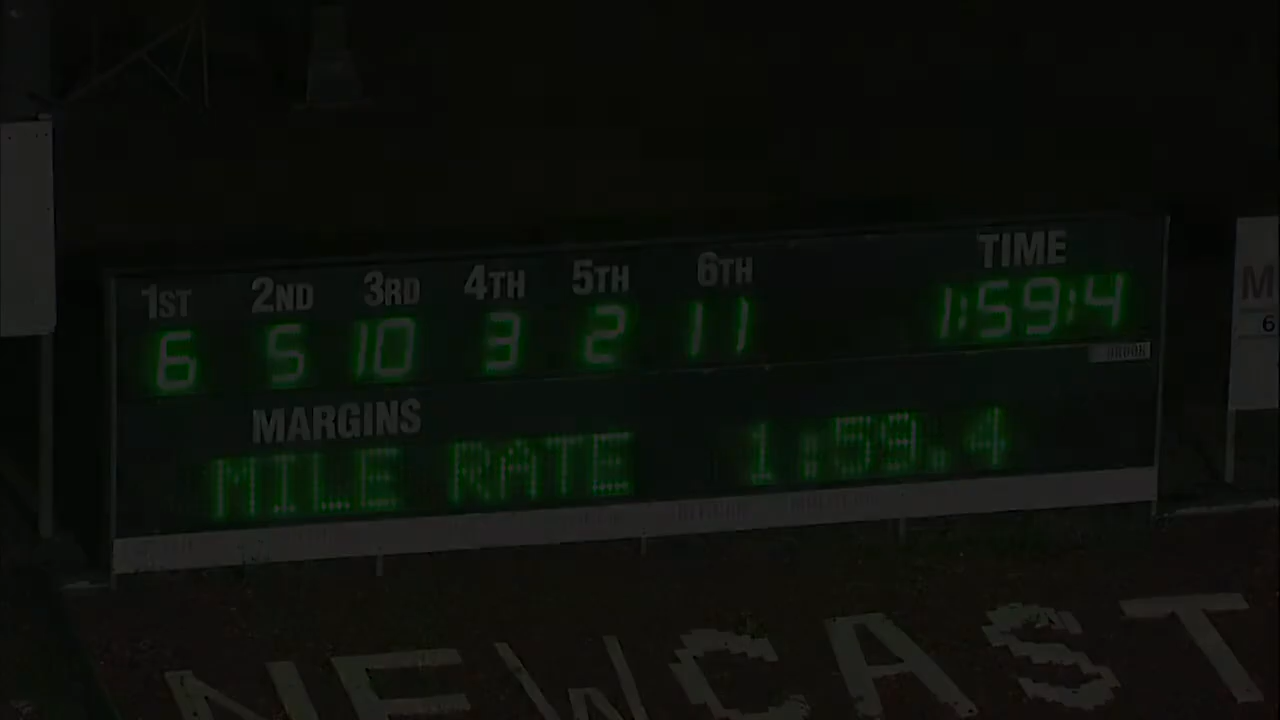 1ST 2ND 3RD 4TH 5TH 6TH TIME
6 5 10 3 2 11 1:59:4
MARGINS
MILE RATE 1:59.4
M
6
NEWCAST